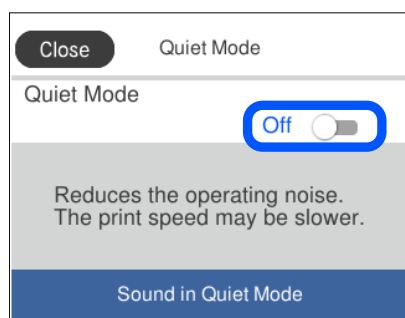 Close Quiet Mode
Quiet Mode
Off
Reduces the operating noise.
The print speed may be slower.
Sound in Quiet Mode